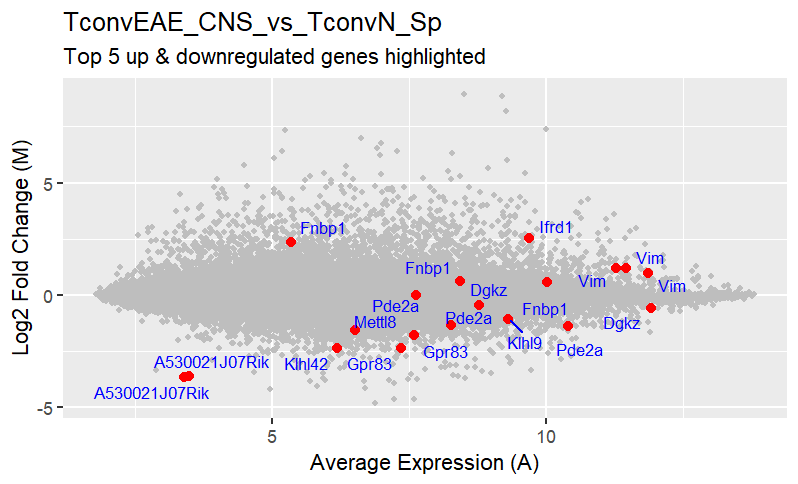 TconvEAE_CNS_vs_TconvN_Sp
Top 5 up & downregulated genes highlighted
Log2 Fold Change (M)
5
0
-5
Fnbp1
Ifrd1
Fnbp1
Vim
Vim
Vim
Dgkz
Pde2a
Fnbp1
Pde2a
Mettl8
Dgkz
Klhl9
Pde2a
Gpr83
A530021J07Rik
Klhl42
Gpr83
A530021J07Rik
5
10
Average Expression (A)